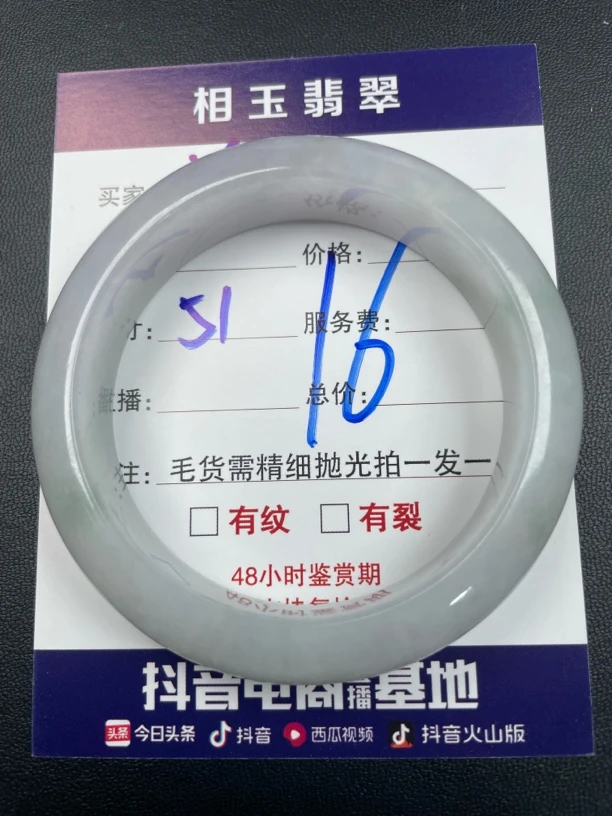 相玉翡翠
买家
价格:
寸: 51 服务费:
16
播: 总价:
注: 毛货需精细抛光拍一发一
有纹 有裂
48小时鉴赏期
抖音电商直播基地
头条 今日头条 抖音 西瓜视频 抖音火山版